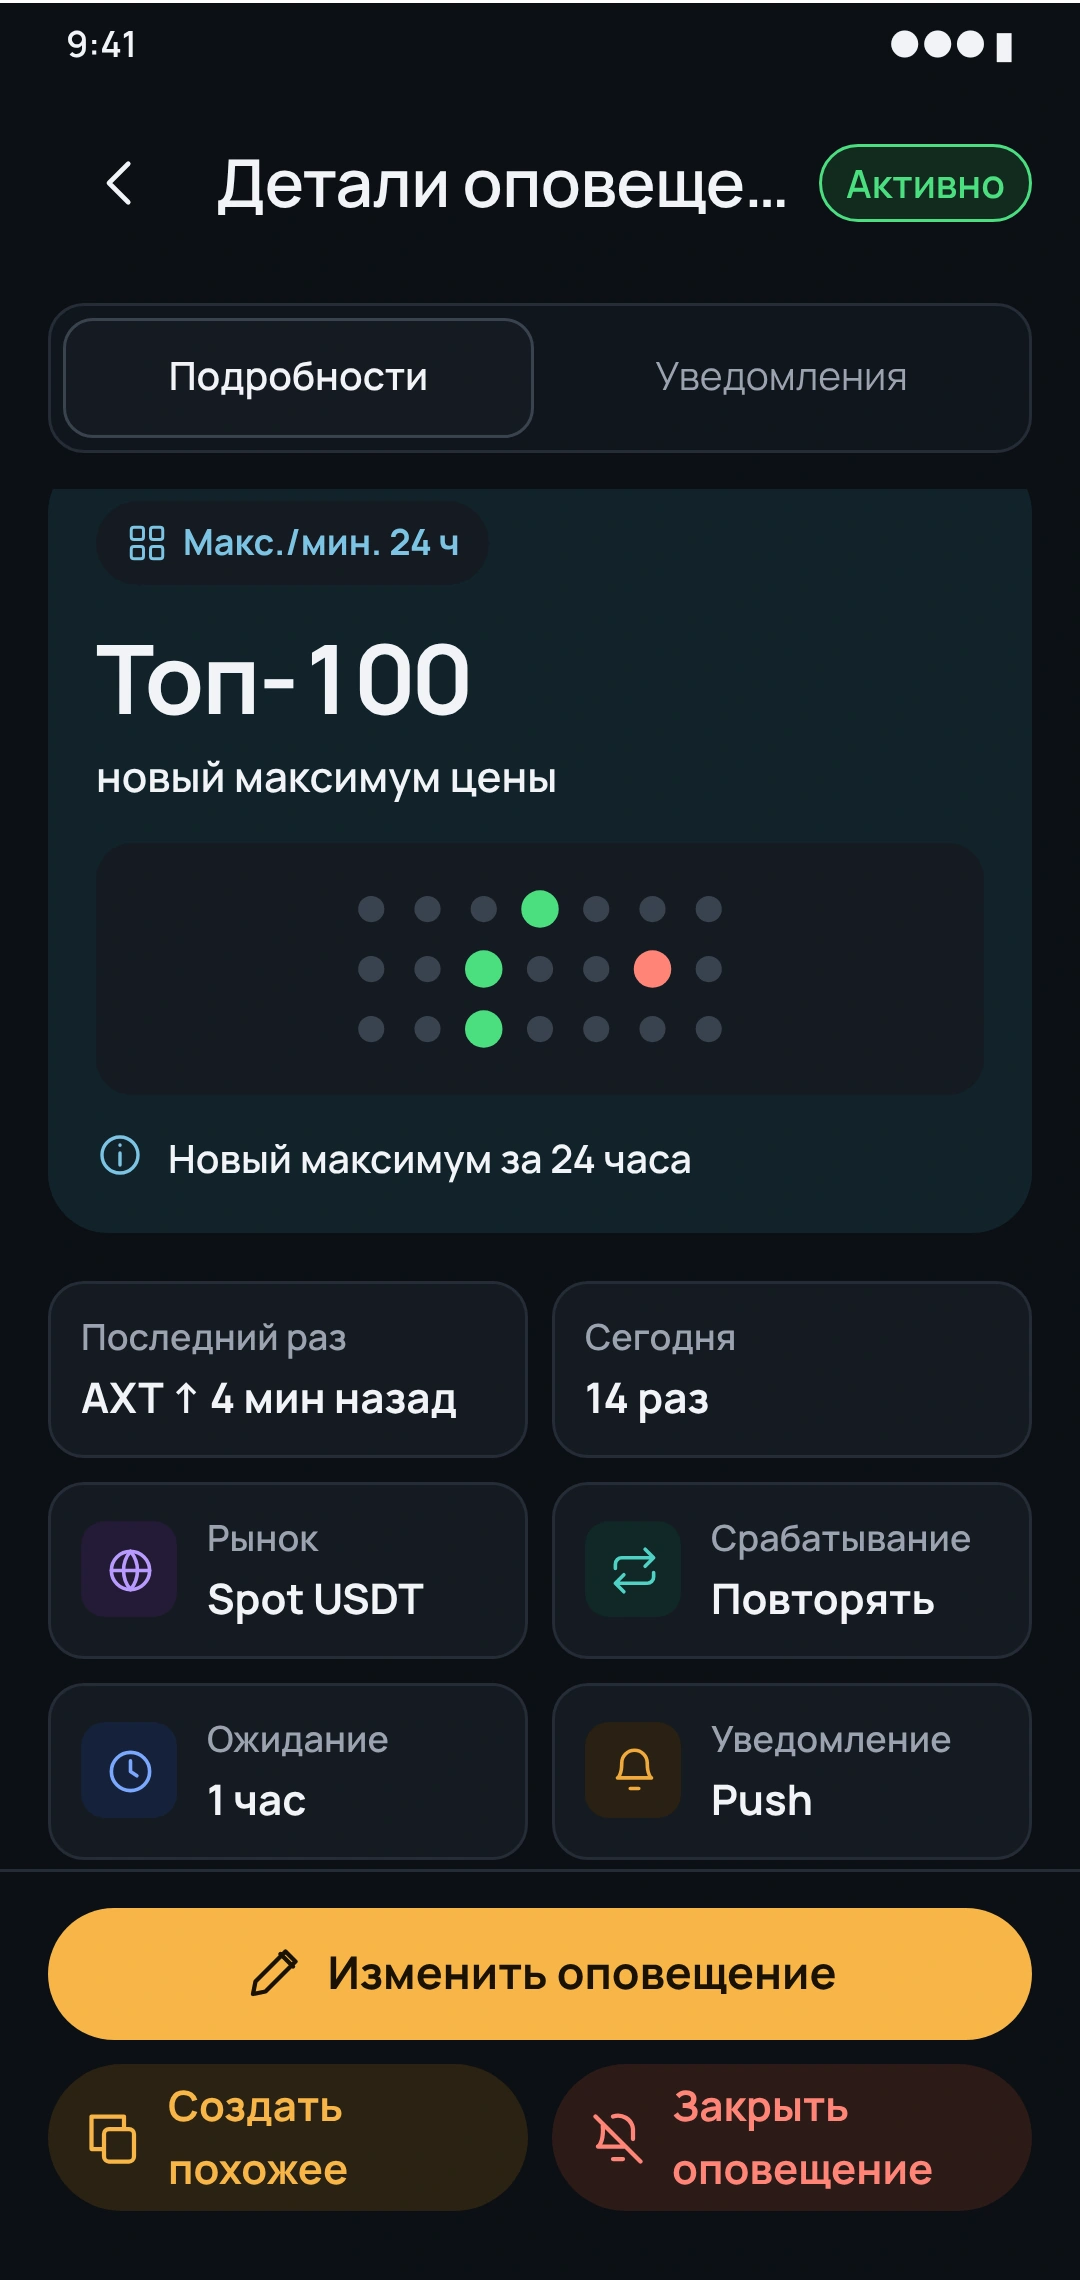 9:41
Детали оповеще...
Активно
Подробности
Уведомления
Макс./мин. 24 ч
Топ-100
новый максимум цены
Новый максимум за 24 часа
Последний раз
AXT ↑ 4 мин назад
Сегодня
14 раз
Рынок
Spot USDT
Срабатывание
Повторять
Ожидание
1 час
Уведомление
Push
Изменить оповещение
Создать
похожее
Закрыть
оповещение